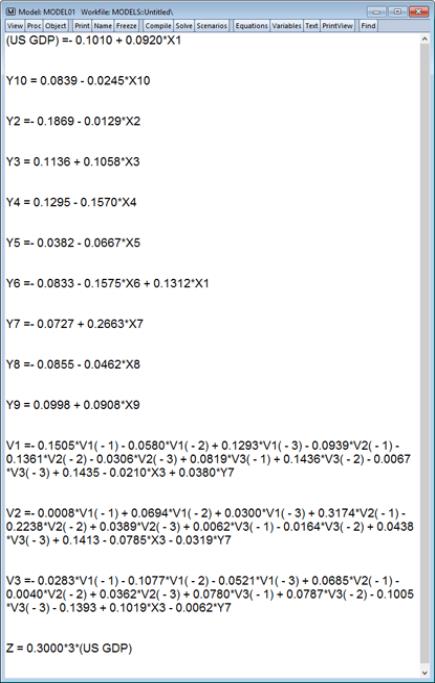 Model: MODEL01 Workfile: MODELS::Untitled\
View Proc Object Print Name Freeze Compile Solve Scenarios Equations Variables Text PrintView Find
(US GDP) =- 0.1010 + 0.0920*X1
Y10 = 0.0839 - 0.0245*X10
Y2 =- 0.1869 - 0.0129*X2
Y3 = 0.1136 + 0.1058*X3
Y4 = 0.1295 - 0.1570*X4
Y5 =- 0.0382 - 0.0667*X5
Y6 =- 0.0833 - 0.1575*X6 + 0.1312*X1
Y7 =- 0.0727 + 0.2663*X7
Y8 =- 0.0855 - 0.0462*X8
Y9 = 0.0998 + 0.0908*X9
V1 =- 0.1505*V1( - 1) - 0.0580*V1( - 2) + 0.1293*V1( - 3) - 0.0939*V2( - 1) -
0.1361*V2( - 2) - 0.0306*V2( - 3) + 0.0819*V3( - 1) + 0.1436*V3( - 2) - 0.0067
*V3( - 3) + 0.1435 - 0.0210*X3 + 0.0380*Y7
V2 =- 0.0008*V1( - 1) + 0.0694*V1( - 2) + 0.0300*V1( - 3) + 0.3174*V2( - 1) -
0.2238*V2( - 2) + 0.0389*V2( - 3) + 0.0062*V3( - 1) - 0.0164*V3( - 2) + 0.0438
*V3( - 3) + 0.1413 - 0.0785*X3 - 0.0319*Y7
V3 =- 0.0283*V1( - 1) - 0.1077*V1( - 2) - 0.0521*V1( - 3) + 0.0685*V2( - 1) -
0.0040*V2( - 2) + 0.0362*V2( - 3) + 0.0780*V3( - 1) + 0.0787*V3( - 2) - 0.1005
*V3( - 3) - 0.1393 + 0.1019*X3 - 0.0062*Y7
Z = 0.3000*3*(US GDP)